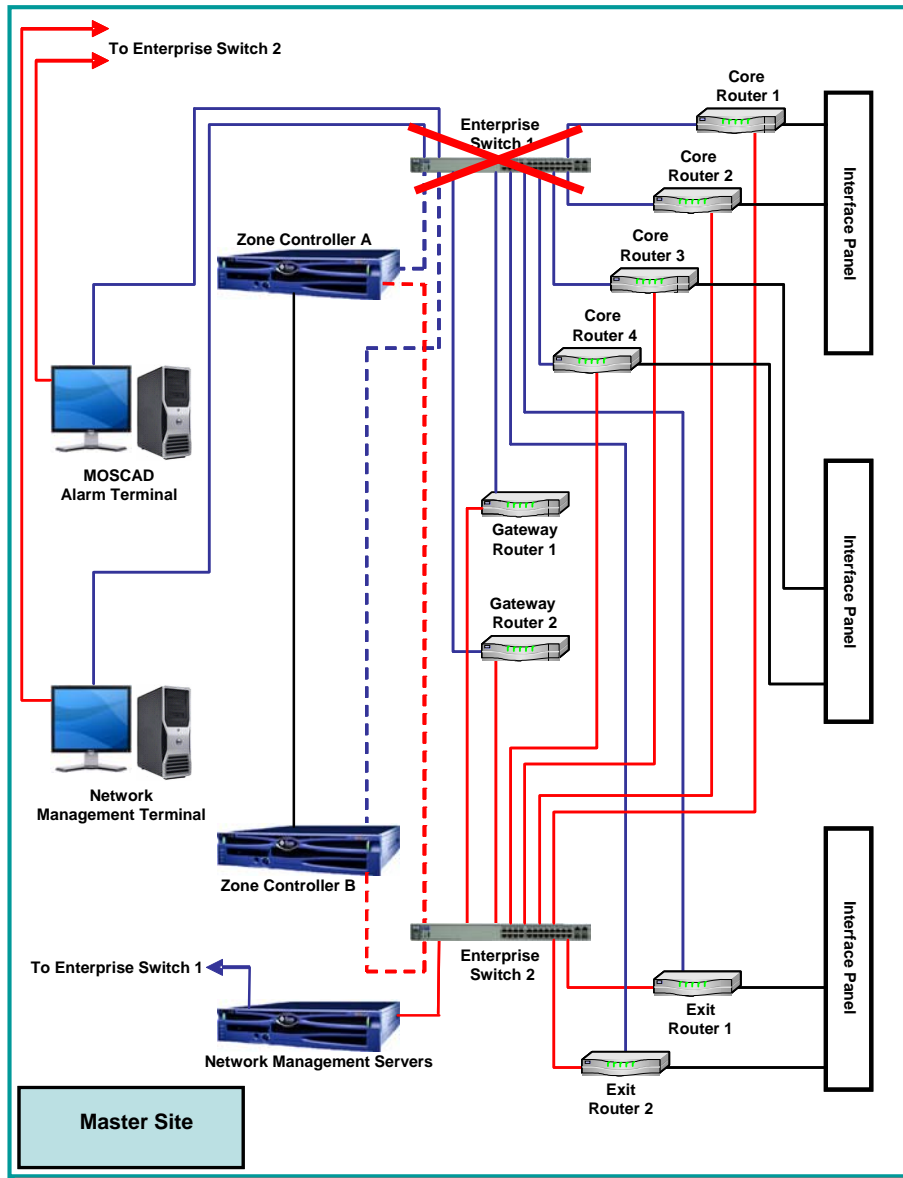 To Enterprise Switch 2
Core
Router 1
Enterprise
Switch 1
Core
Router 2
Interface Panel
Zone Controller A
Core
Router 3
Core
Router 4
MOSCAD
Alarm Terminal
Gateway
Router 1
Interface Panel
Gateway
Router 2
Network
Management Terminal
Zone Controller B
Interface Panel
Enterprise
Switch 2
To Enterprise Switch 1
Exit
Router 1
Network Management Servers
Exit
Router 2
Master Site